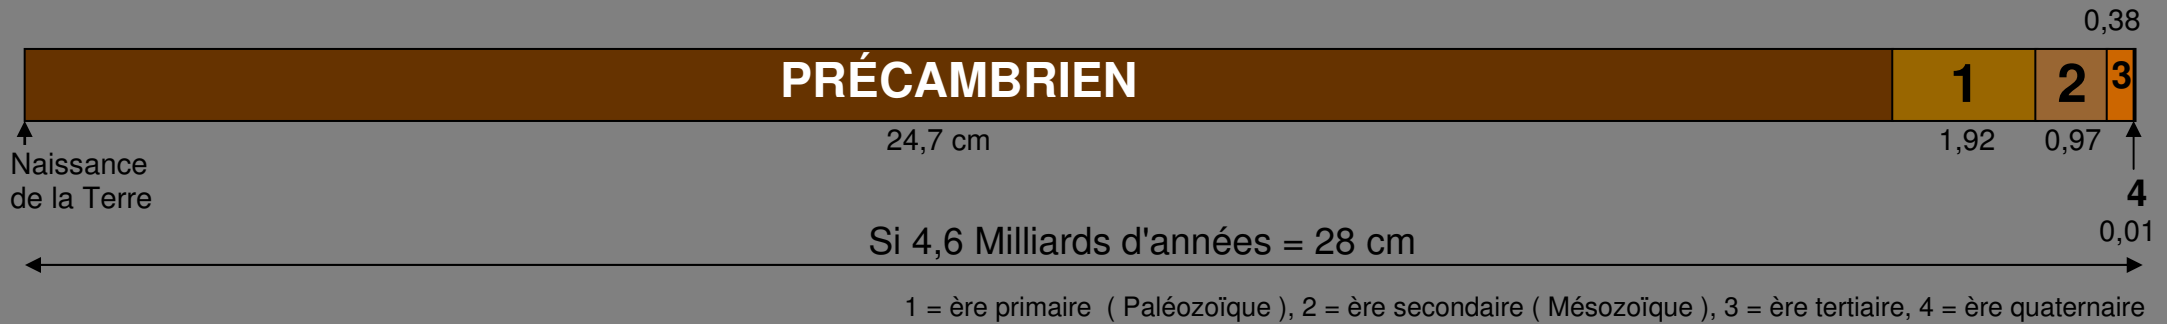 0,38
PRÉCAMBRIEN
1
2
3
24,7 cm
1,92
0,97
Naissance
de la Terre
4
0,01
Si 4,6 Milliards d'années = 28 cm
1 = ère primaire ( Paléozoïque ), 2 = ère secondaire ( Mésozoïque ), 3 = ère tertiaire, 4 = ère quaternaire